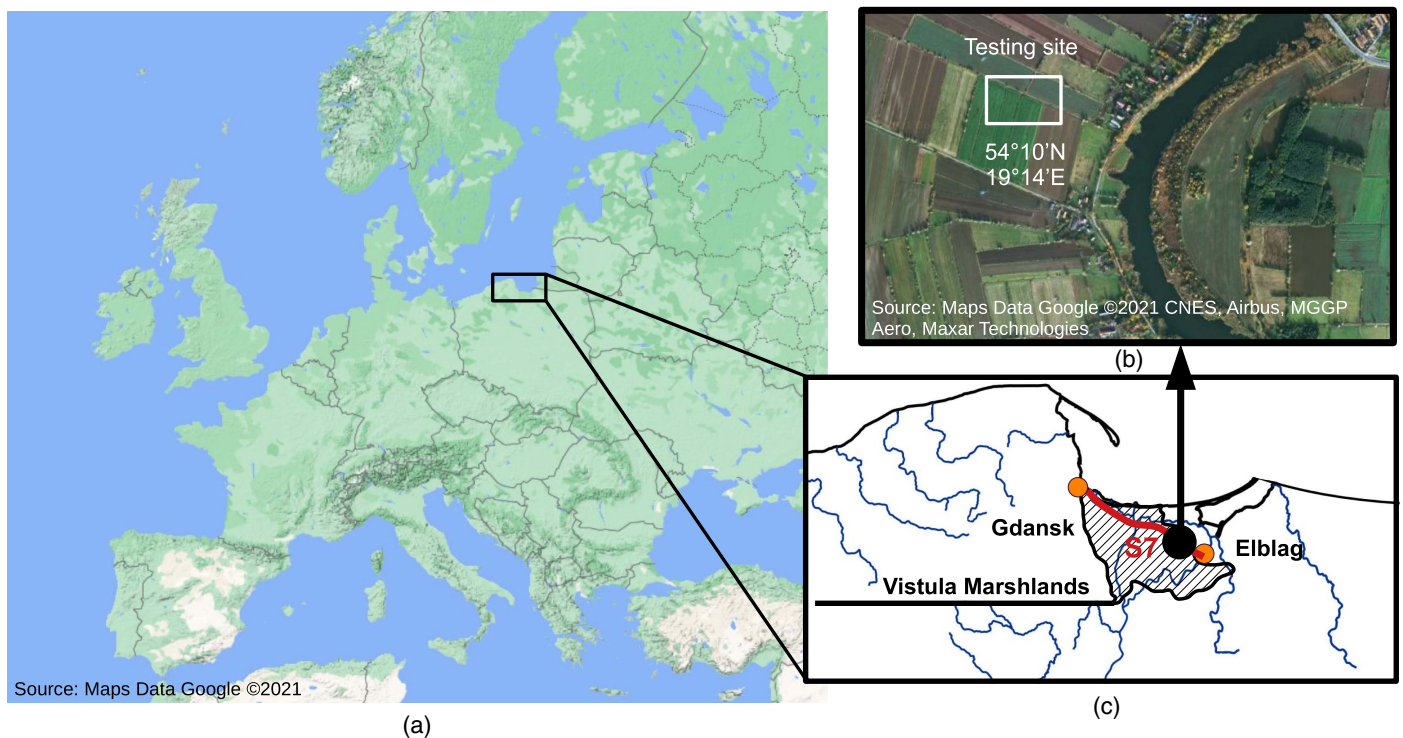 Source: Maps Data Google ©2021
(a)
Testing site
54°10’N
19°14’E
Source: Maps Data Google ©2021 CNES, Airbus, MGGP
Aero, Maxar Technologies
(b)
Gdansk
S7
Elblag
Vistula Marshlands
(c)